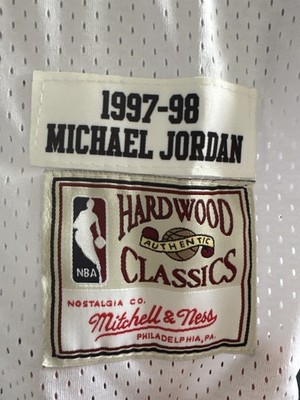 1997-98
MICHAEL JORDAN
HARDWOOD
AUTHENTIC
CLASSICS
NBA
NOSTALGIA CO.
Mitchell & Ness
PHILADELPHIA, PA.